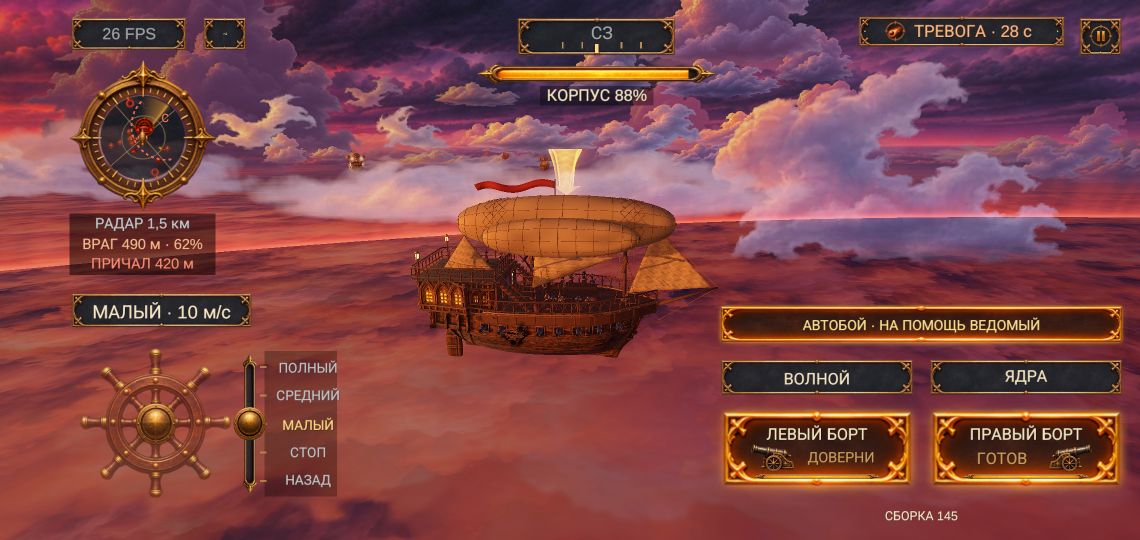 26 FPS
СЗ
ТРЕВОГА · 28 с
КОРПУС 88%
С
РАДАР 1,5 км
ВРАГ 490 м · 62%
ПРИЧАЛ 420 м
МАЛЫЙ · 10 м/с
ПОЛНЫЙ
СРЕДНИЙ
МАЛЫЙ
СТОП
НАЗАД
АВТОБОЙ · НА ПОМОЩЬ ВЕДОМЫЙ
ВОЛНОЙ
ЯДРА
ЛЕВЫЙ БОРТ
ДОВЕРНИ
ПРАВЫЙ БОРТ
ГОТОВ
СБОРКА 145